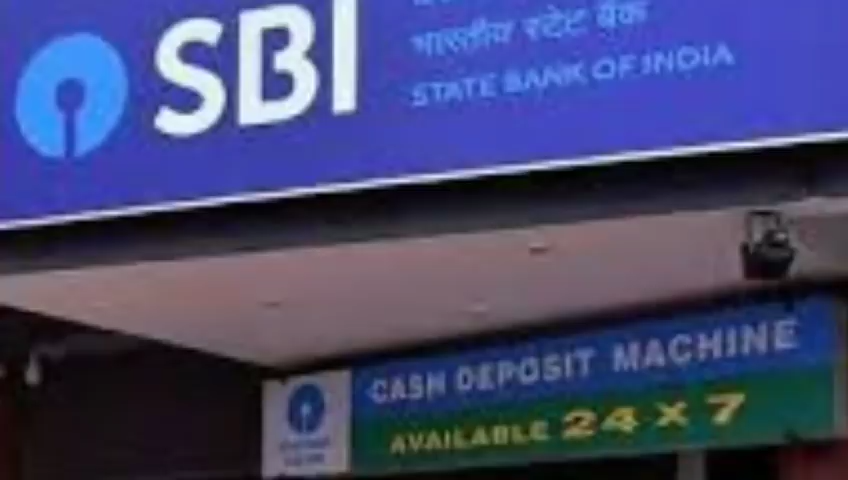 SBI
भारतीय स्टेट बैंक
STATE BANK OF INDIA
CASH DEPOSIT MACHINE
AVAILABLE 24 X 7